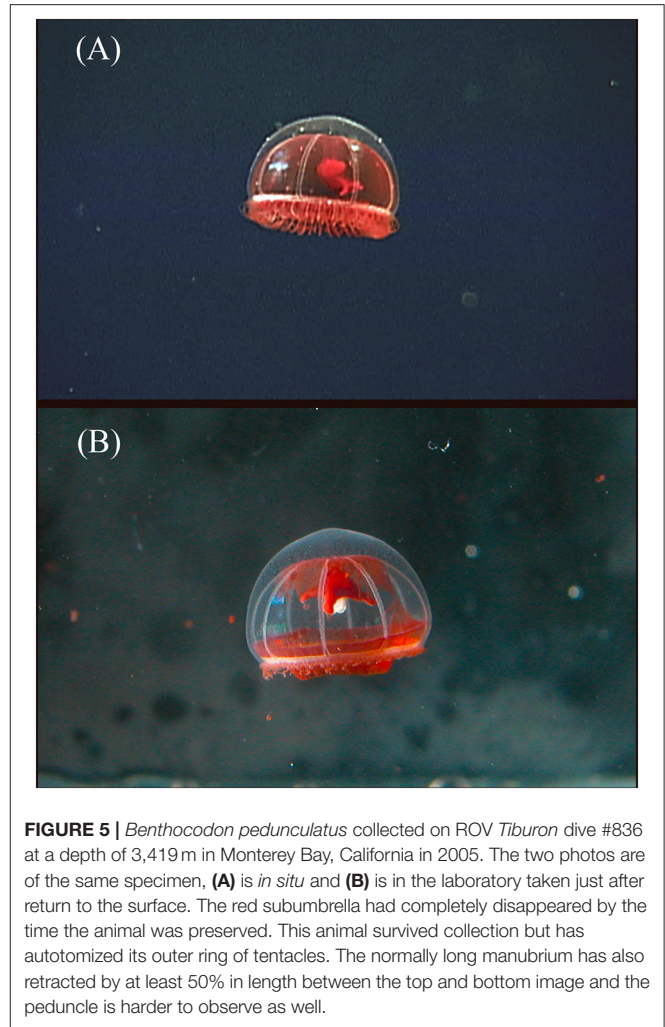 (A)
(B)
FIGURE 5 | Benthocodon pedunculatus collected on ROV Tiburon dive #836
at a depth of 3,419 m in Monterey Bay, California in 2005. The two photos are
of the same specimen, (A) is in situ and (B) is in the laboratory taken just after
return to the surface. The red subumbrella had completely disappeared by the
time the animal was preserved. This animal survived collection but has
autotomized its outer ring of tentacles. The normally long manubrium has also
retracted by at least 50% in length between the top and bottom image and the
peduncle is harder to observe as well.